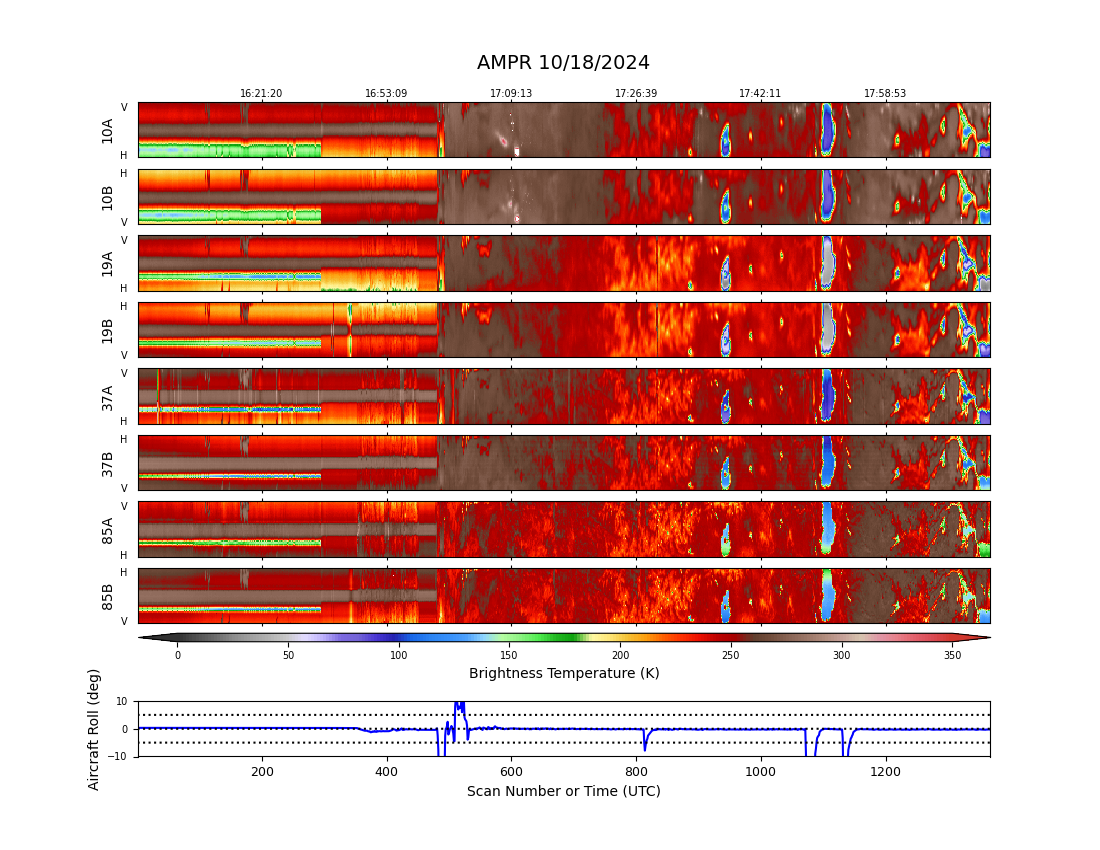 AMPR 10/18/2024
16:21:20 16:53:09 17:09:13 17:26:39 17:42:11 17:58:53
V
10A
H
H
10B
V
V
19A
H
H
19B
V
V
37A
H
H
37B
V
V
85A
H
H
85B
V
0 50 100 150 200 250 300 350
Brightness Temperature (K)
Aircraft Roll (deg)
10
0
−10
200 400 600 800 1000 1200
Scan Number or Time (UTC)